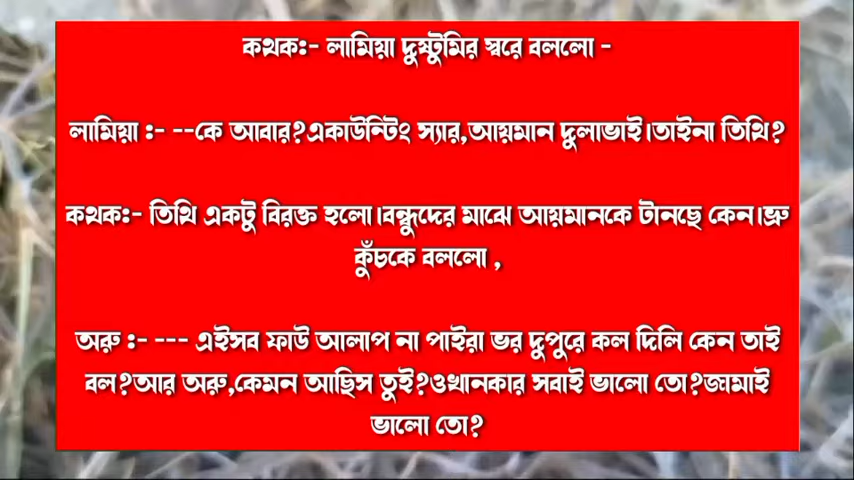 কথক:- লামিয়া দুষ্টুমির স্বরে বললো -
লামিয়া :- --কে আবার?একাউন্টিং স্যার,আয়মান দুলাভাই।তাইনা তিথি?
কথক:- তিথি একটু বিরক্ত হলো।বন্ধুদের মাঝে আয়মানকে টানছে কেন।ভ্রু
কুঁচকে বললো ,
অরু :- --- এইসব ফাউ আলাপ না পাইরা ভর দুপুরে কল দিলি কেন তাই
বল?আর অরু,কেমন আছিস তুই?ওখানকার সবাই ভালো তো?জামাই
ভালো তো?